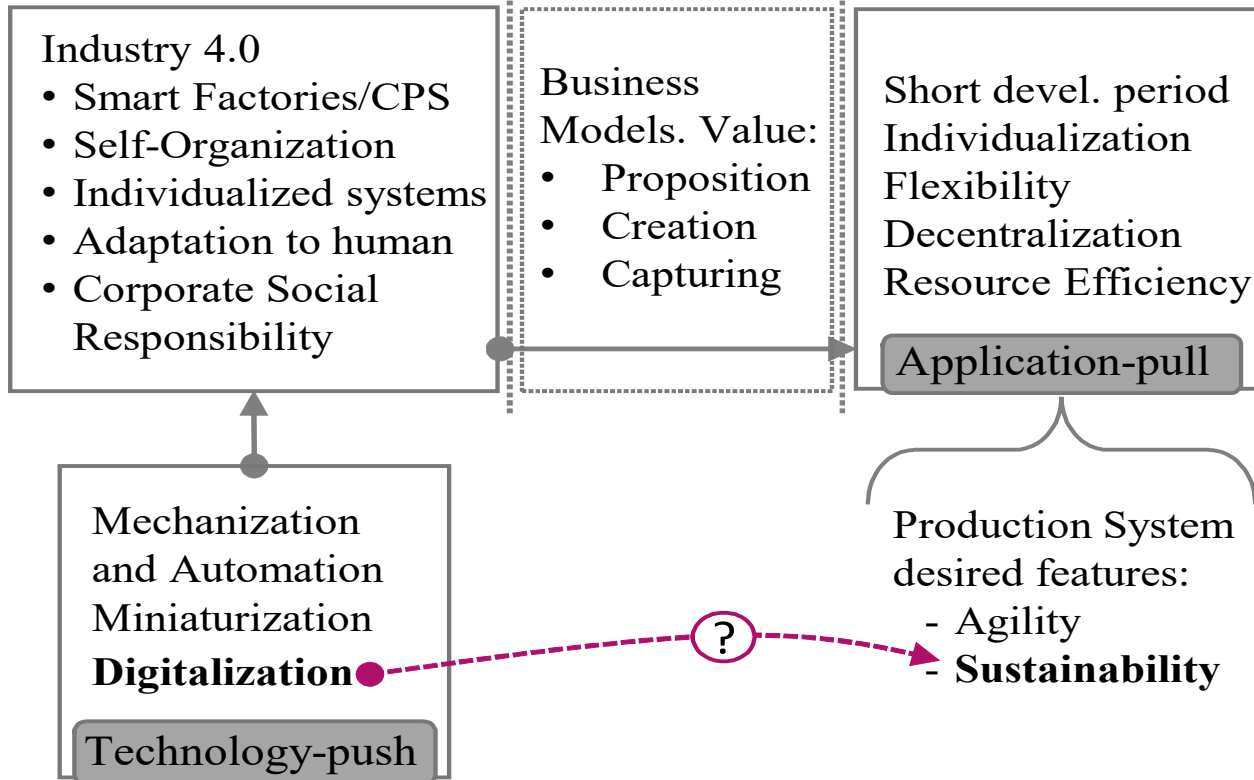 Industry 4.0
• Smart Factories/CPS
• Self-Organization
• Individualized systems
• Adaptation to human
• Corporate Social
Responsibility
Business
Models. Value:
• Proposition
• Creation
• Capturing
Short devel. period
Individualization
Flexibility
Decentralization
Resource Efficiency
Application-pull
Mechanization
and Automation
Miniaturization
Digitalization
Technology-push
?
Production System
desired features:
- Agility
- Sustainability